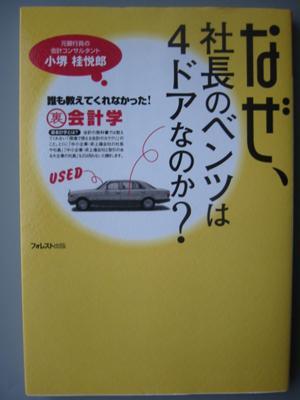 なぜ、
社長のベンツは
4ドアなのか?
元銀行員の
会計コンサルタント
小堺 桂悦郎
誰も教えてくれなかった!
裏会計学
USED
フォレスト出版